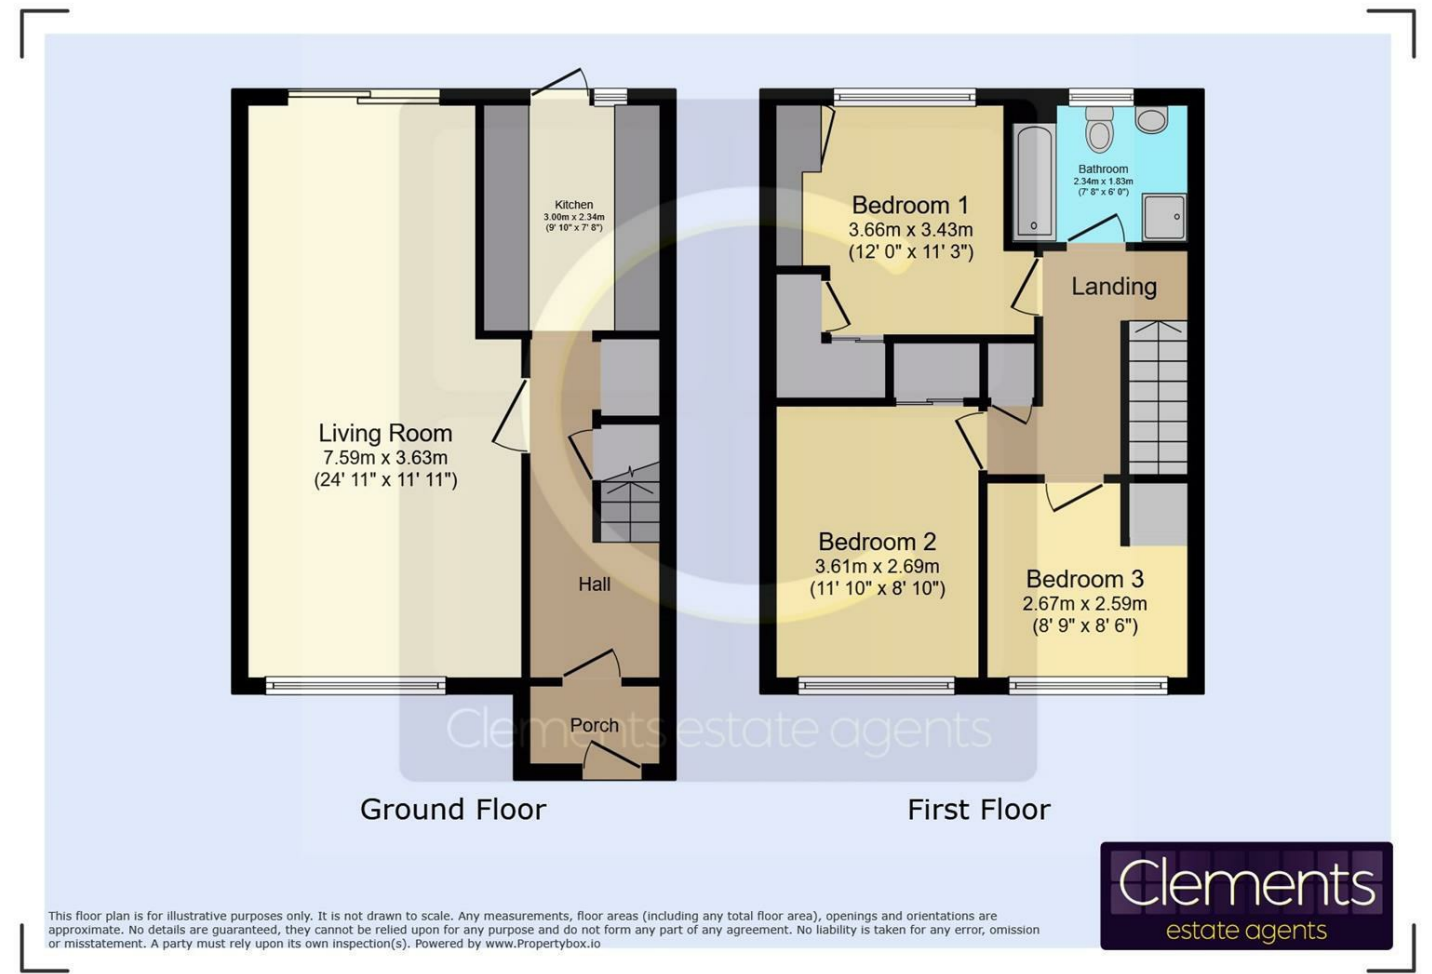 Kitchen
3.00m x 2.34m
(9' 10" x 7' 8")
Living Room
7.59m x 3.63m
(24' 11" x 11' 11")
Hall
Porch
Bedroom 1
3.66m x 3.43m
(12' 0" x 11' 3")
Bathroom
2.34m x 1.83m
(7' 8" x 6' 0")
Landing
Bedroom 2
3.61m x 2.69m
(11' 10" x 8' 10")
Bedroom 3
2.67m x 2.59m
(8' 9" x 8' 6")
Clements estate agents
Ground Floor
First Floor
Clements
estate agents
This floor plan is for illustrative purposes only. It is not drawn to scale. Any measurements, floor areas (including any total floor area), openings and orientations are
approximate. No details are guaranteed, they cannot be relied upon for any purpose and do not form any part of any agreement. No liability is taken for any error, omission
or misstatement. A party must rely upon its own inspection(s). Powered by www.Propertybox.io